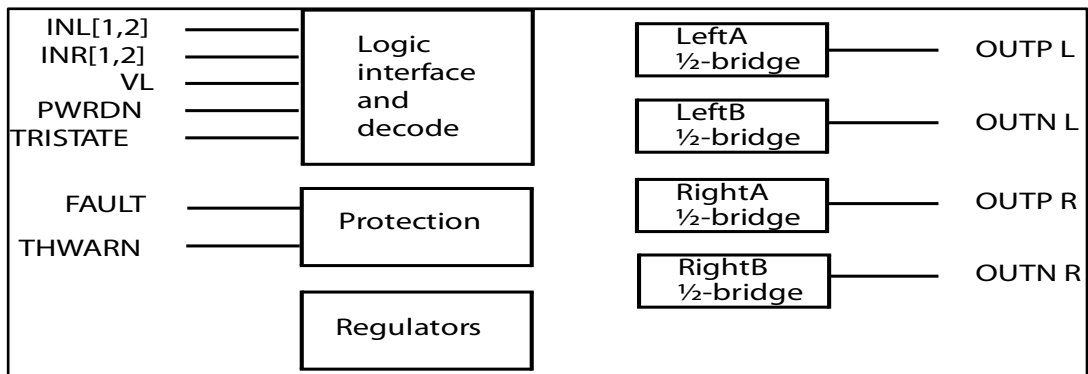 INL[1,2]
INR[1,2]
VL
PWRDN
TRISTATE
FAULT
THWARN
Logic
interface
and
decode
Protection
Regulators
LeftA
½-bridge
LeftB
½-bridge
RightA
½-bridge
RightB
½-bridge
OUTP L
OUTN L
OUTP R
OUTN R